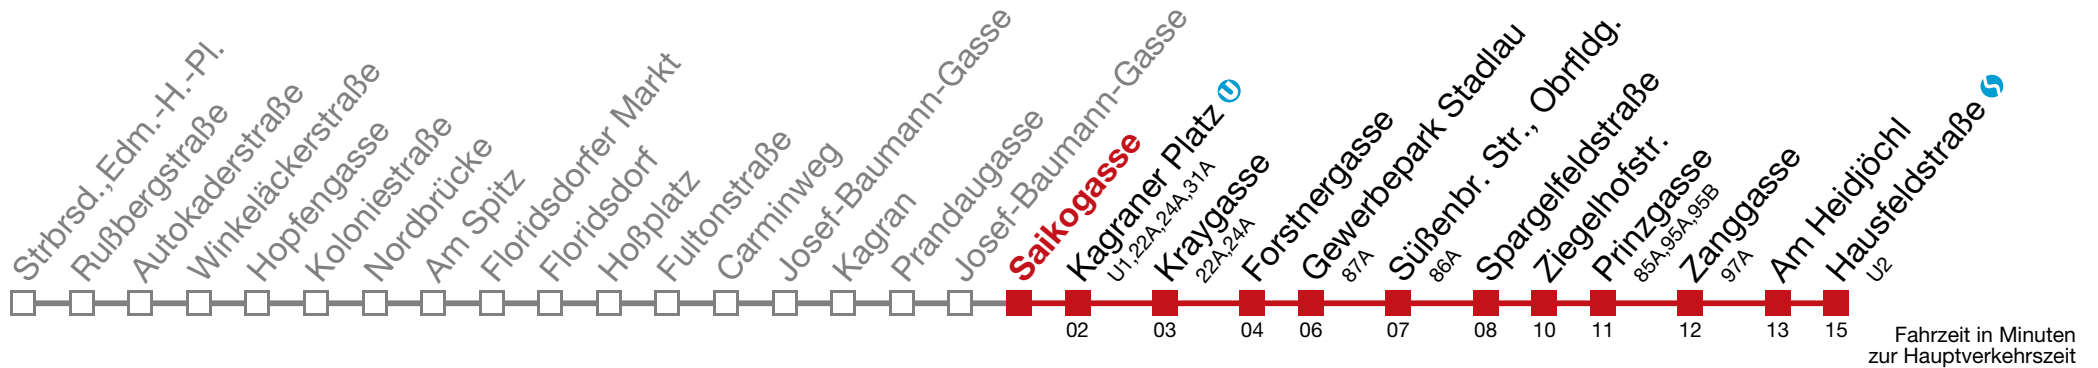 Strbrsd.,Edm.-H.-Pl.
Rußbergstraße
Autokaderstraße
Winkeläckerstraße
Hopfengasse
Koloniestraße
Nordbrücke
Am Spitz
Floridsdorfer Markt
Floridsdorf
Hoßplatz
Fultonstraße
Carminweg
Josef-Baumann-Gasse
Kagran
Prandaugasse
Josef-Baumann-Gasse
Saikogasse
Kagraner Platz U
U1,22A,24A,31A
Kraygasse
22A,24A
Forstnergasse
Gewerbepark Stadlau
87A
Süßenbr. Str., Obrfldg.
86A
Spargelfeldstraße
Ziegelhofstr.
Prinzgasse
85A,95A,95B
Zanggasse
97A
Am Heidjöchl
Hausfeldstraße
U2
02 03 04 06 07 08 10 11 12 13 15
Fahrzeit in Minuten
zur Hauptverkehrszeit